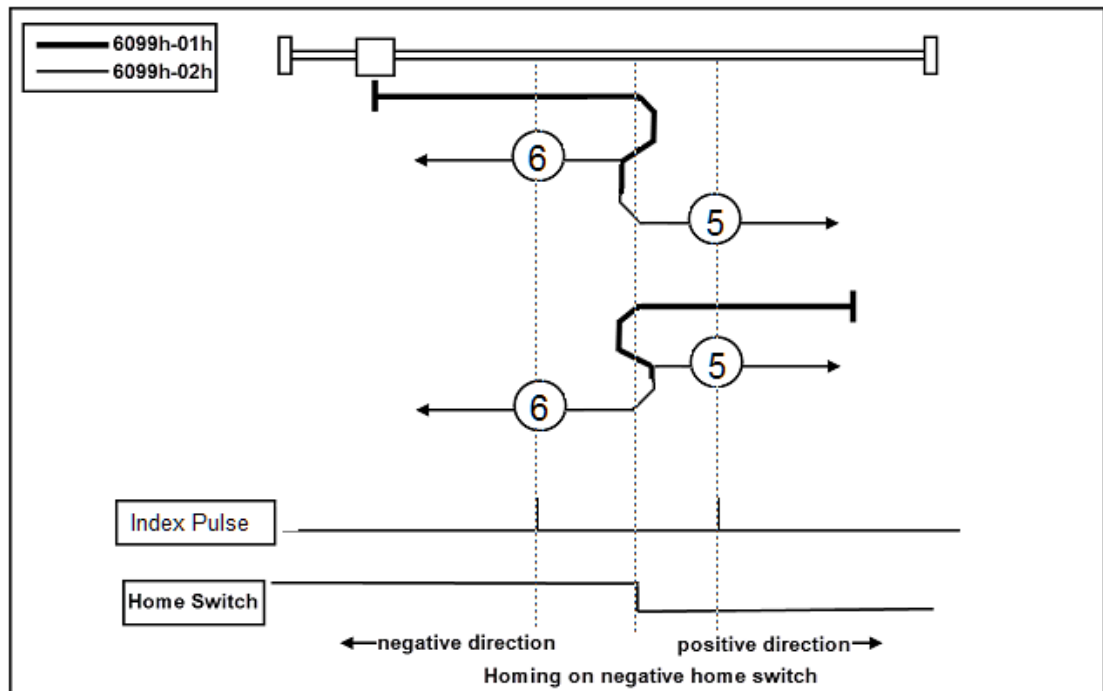 6099h-01h
6099h-02h
6
5
5
6
Index Pulse
Home Switch
negative direction
positive direction
Homing on negative home switch